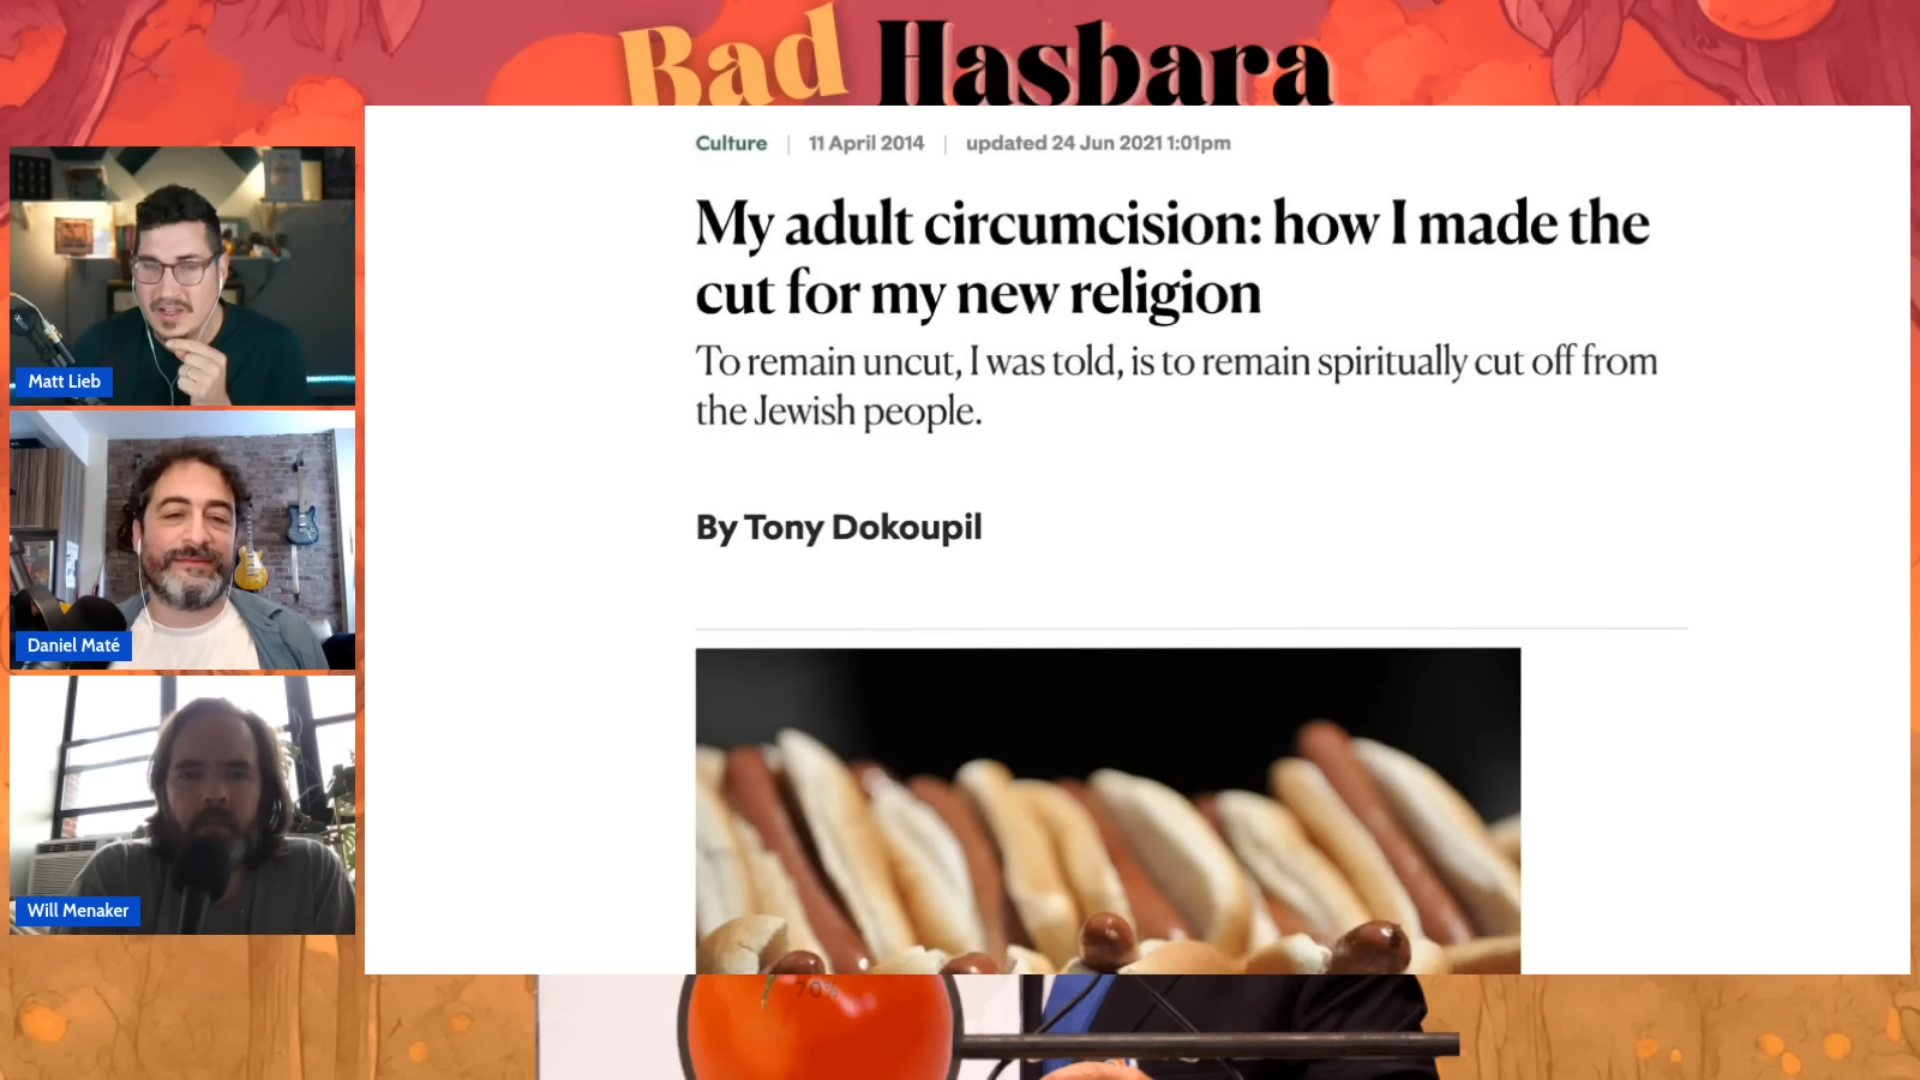 Bad Hasbara
Culture | 11 April 2014 | updated 24 Jun 2021 1:01pm
My adult circumcision: how I made the
cut for my new religion
To remain uncut, I was told, is to remain spiritually cut off from
the Jewish people.
By Tony Dokoupil
Matt Lieb
Daniel Maté
Will Menaker
70%